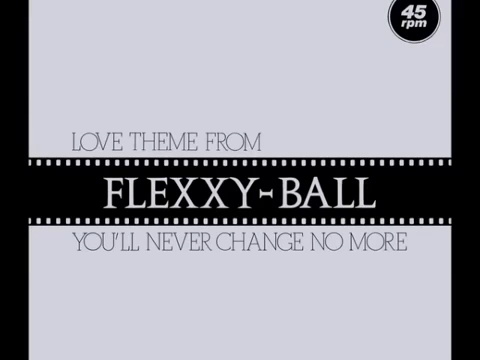 45
rpm
LOVE THEME FROM
FLEXXY-BALL
YOU'LL NEVER CHANGE NO MORE